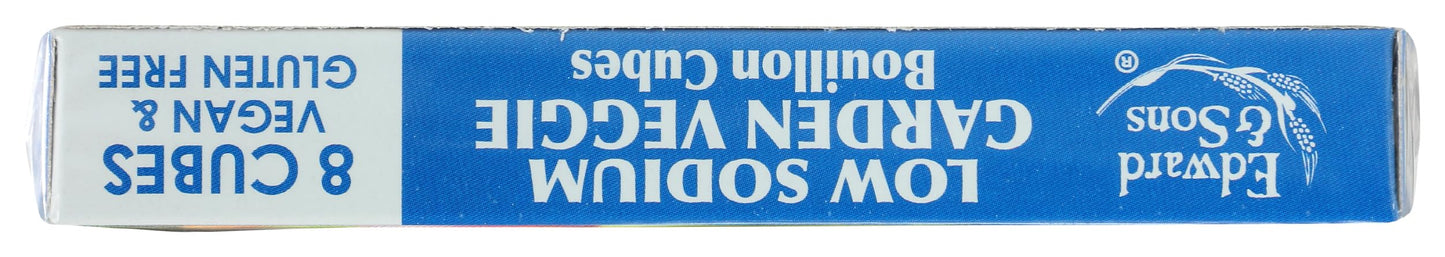 Edward
& Sons
®
LOW SODIUM
GARDEN VEGGIE
Bouillon Cubes
8 CUBES
VEGAN &
GLUTEN FREE